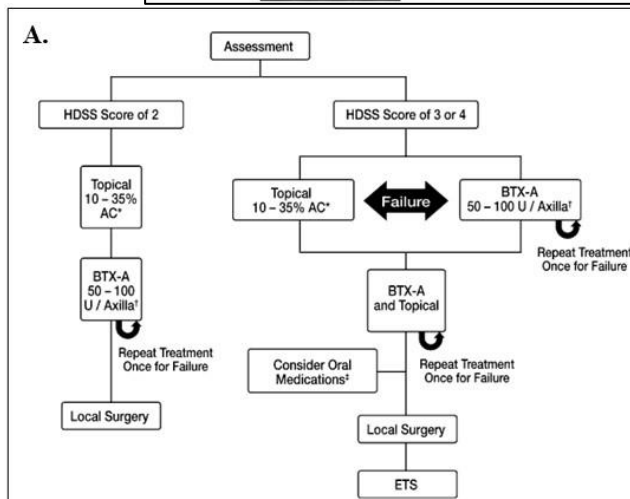 A.
Assessment
HDSS Score of 2
HDSS Score of 3 or 4
Topical
10 – 35%
AC*
Topical
10 – 35% AC*
Failure
BTX-A
50 – 100 U / Axilla†
Repeat Treatment
Once for Failure
BTX-A
50 – 100
U / Axilla†
Repeat Treatment
Once for Failure
BTX-A
and Topical
Repeat Treatment
Once for Failure
Consider Oral
Medications‡
Local Surgery
Local Surgery
ETS